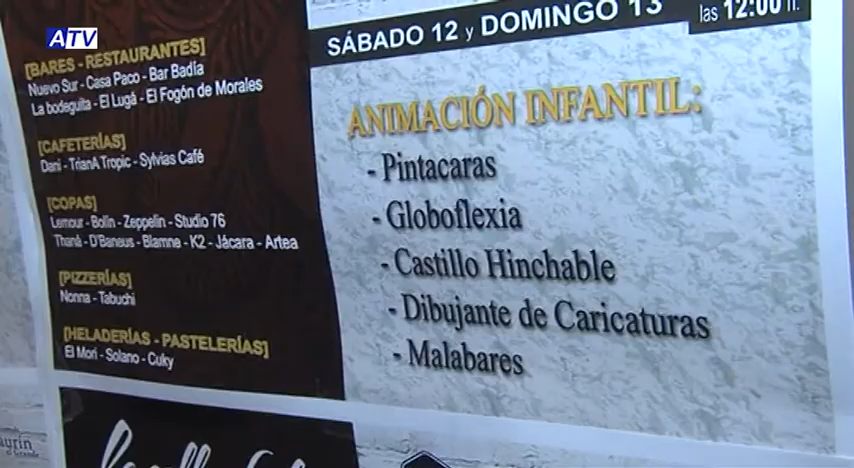 ATV
[BARES - RESTAURANTES]
Nuevo Sur - Casa Paco - Bar Badía
La bodeguita - El Lugá - El Fogón de Morales
[CAFETERÍAS]
Dani - TrianA Tropic - Sylvias Café
[COPAS]
Lemour - Bolin - Zeppelin - Studio 76
Thaná - D'Baneus - Blamne - K2 - Jácara - Artea
[PIZZERÍAS]
Nonna - Tabuchi
[HELADERÍAS - PASTELERÍAS]
El Mori - Solano - Cuky
SÁBADO 12 y DOMINGO 13
las 12:00 h.
ANIMACIÓN INFANTIL:
- Pintacaras
- Globoflexia
- Castillo Hinchable
- Dibujante de Caricaturas
- Malabares